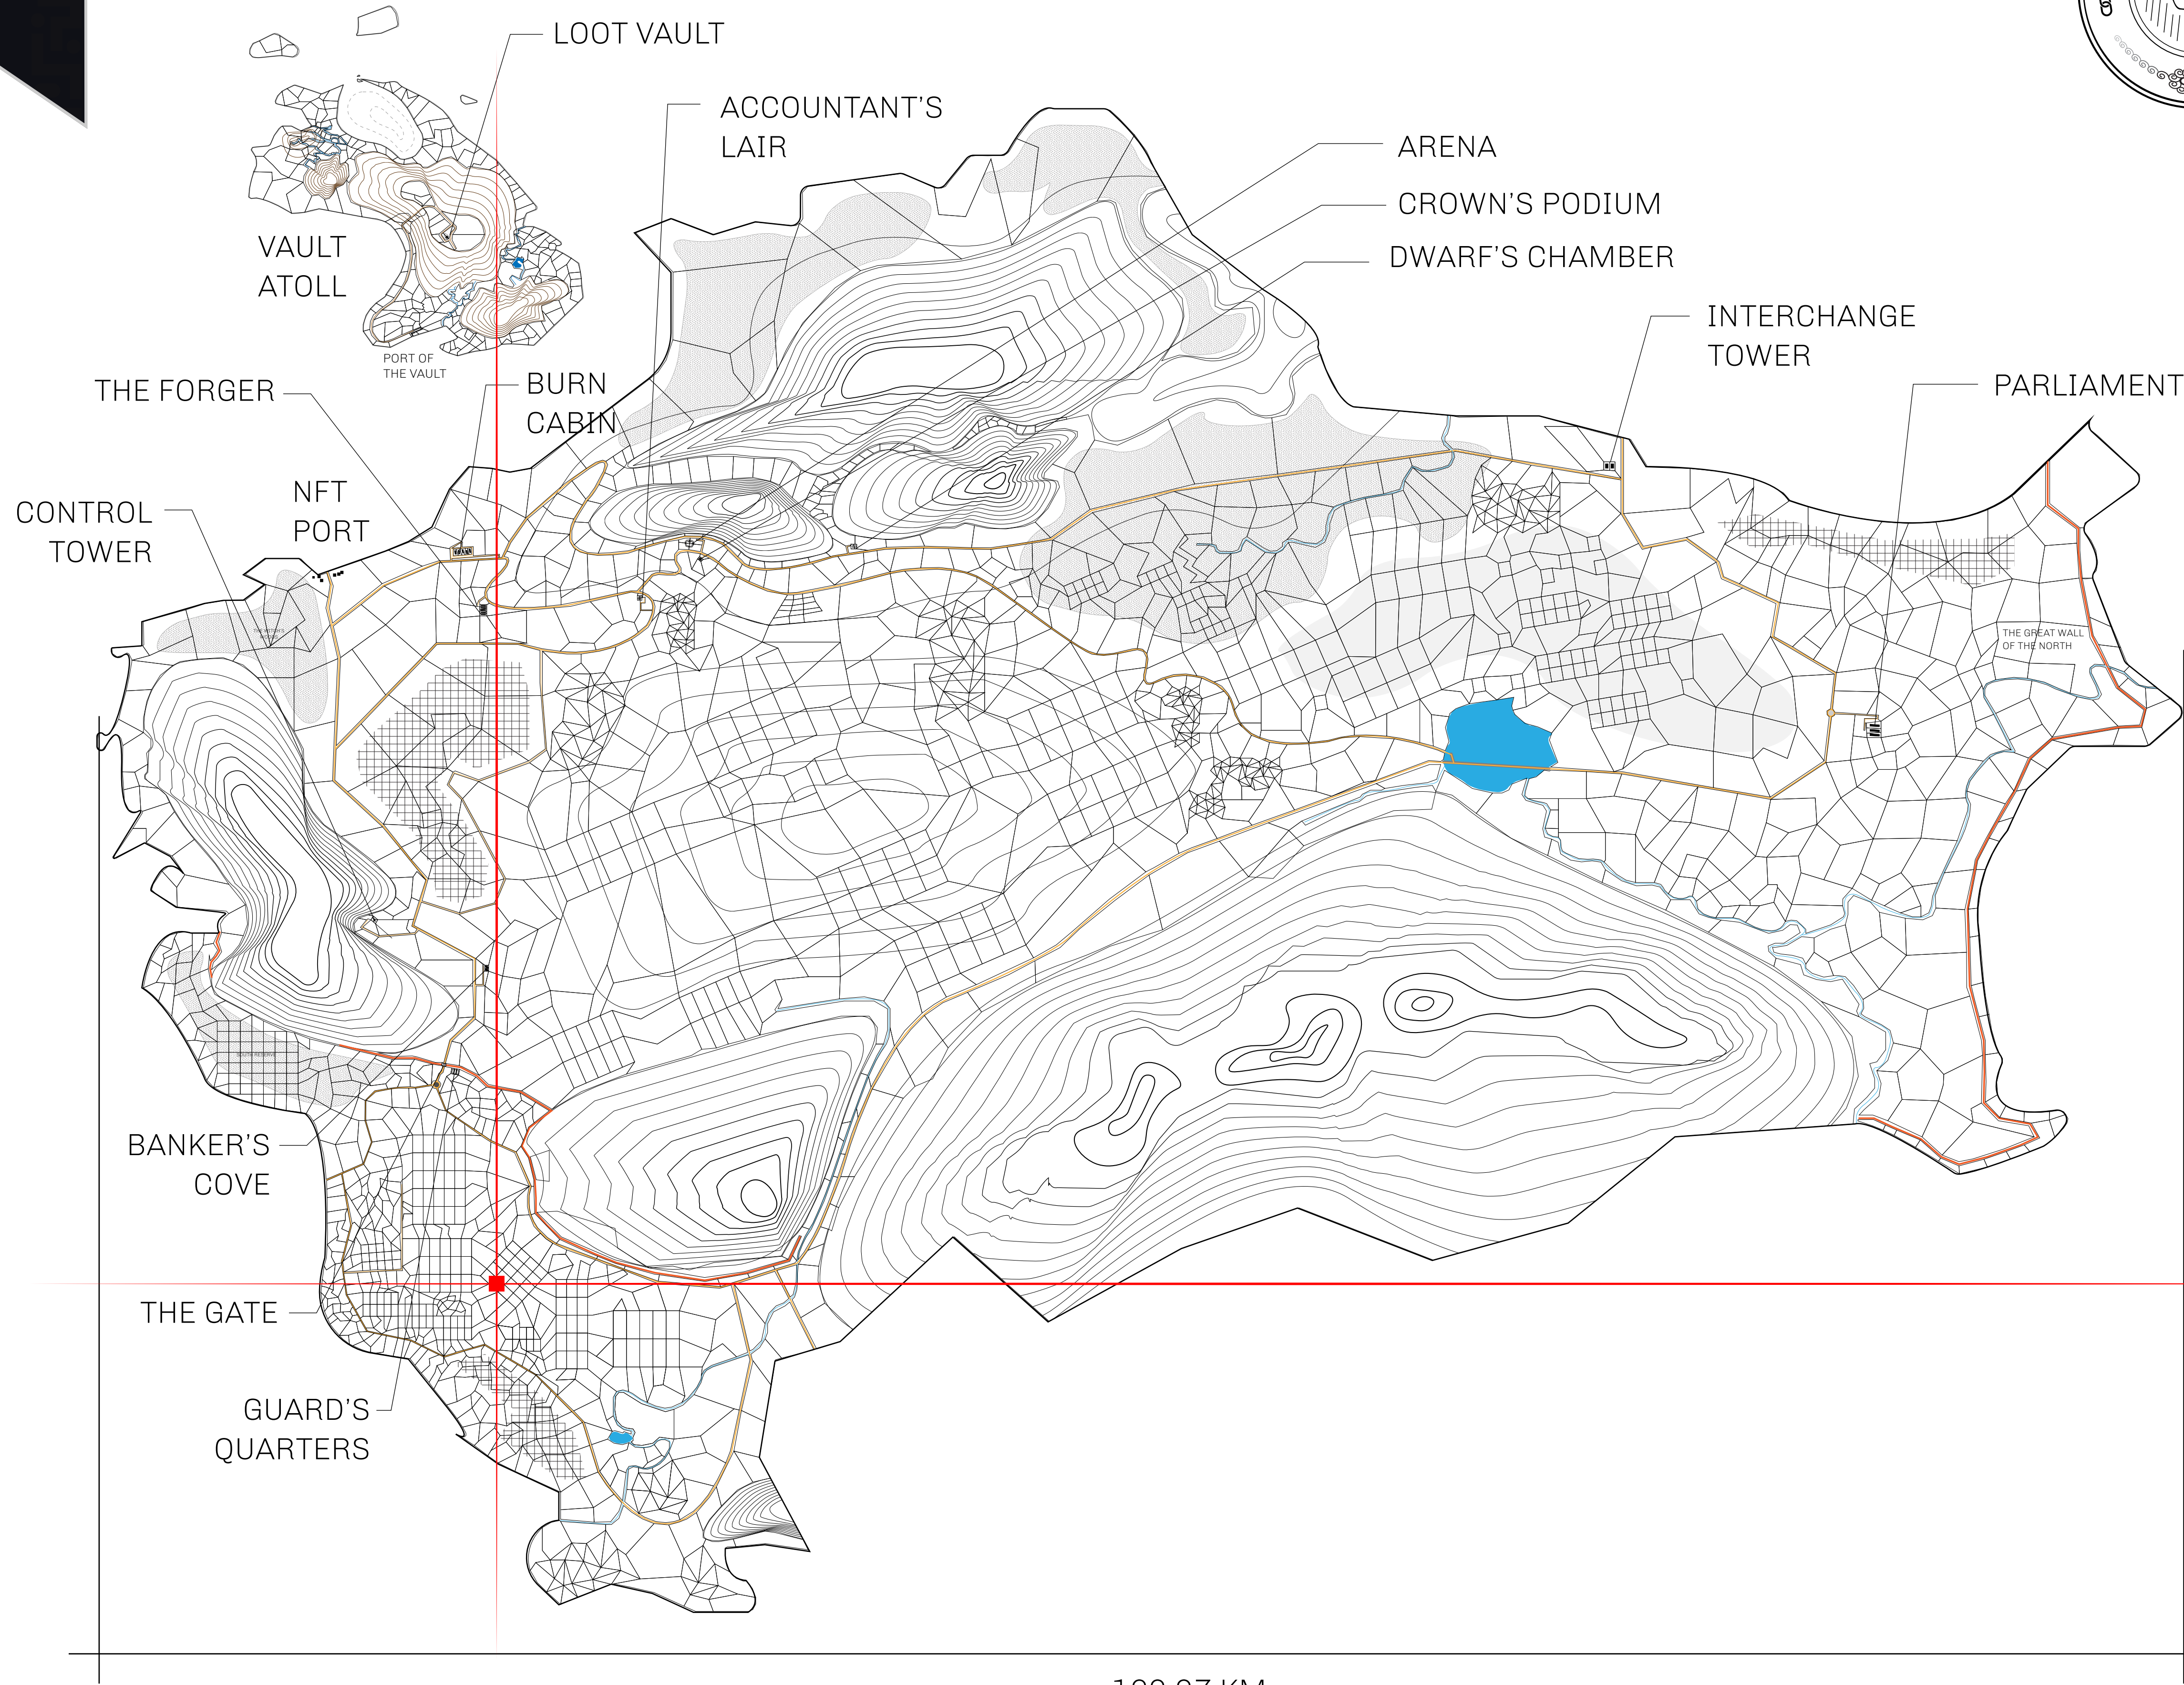 LOOT VAULT
ACCOUNTANT'S
LAIR
ARENA
CROWN'S PODIUM
DWARF'S CHAMBER
VAULT
ATOLL
INTERCHANGE
TOWER
PORT OF
THE VAULT
THE FORGER
BURN
CABIN
PARLIAMENT
CONTROL
TOWER
NFT
PORT
THE GREAT WALL
OF THE NORTH
SOUTH RESERVE
BANKER'S
COVE
THE GATE
GUARD'S
QUARTERS